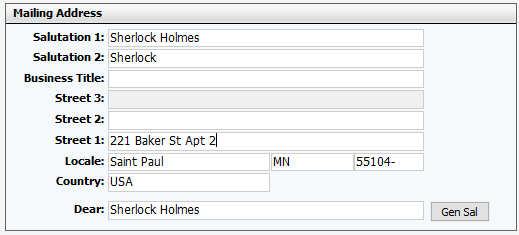 Mailing Address
Salutation 1: Sherlock Holmes
Salutation 2: Sherlock
Business Title:
Street 3:
Street 2:
Street 1: 221 Baker St Apt 2
Locale: Saint Paul MN 55104-
Country: USA
Dear: Sherlock Holmes Gen Sal